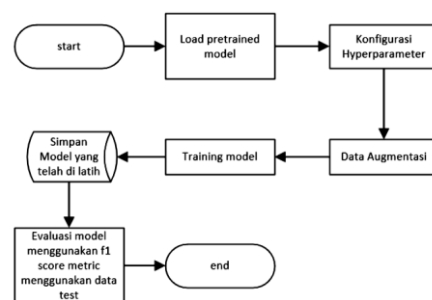 start
Load pretrained
model
Konfigurasi
Hyperparameter
Data Augmentasi
Training model
Simpan
Model yang
telah di latih
Evaluasi model
menggunakan f1
score metric
menggunakan data
test
end